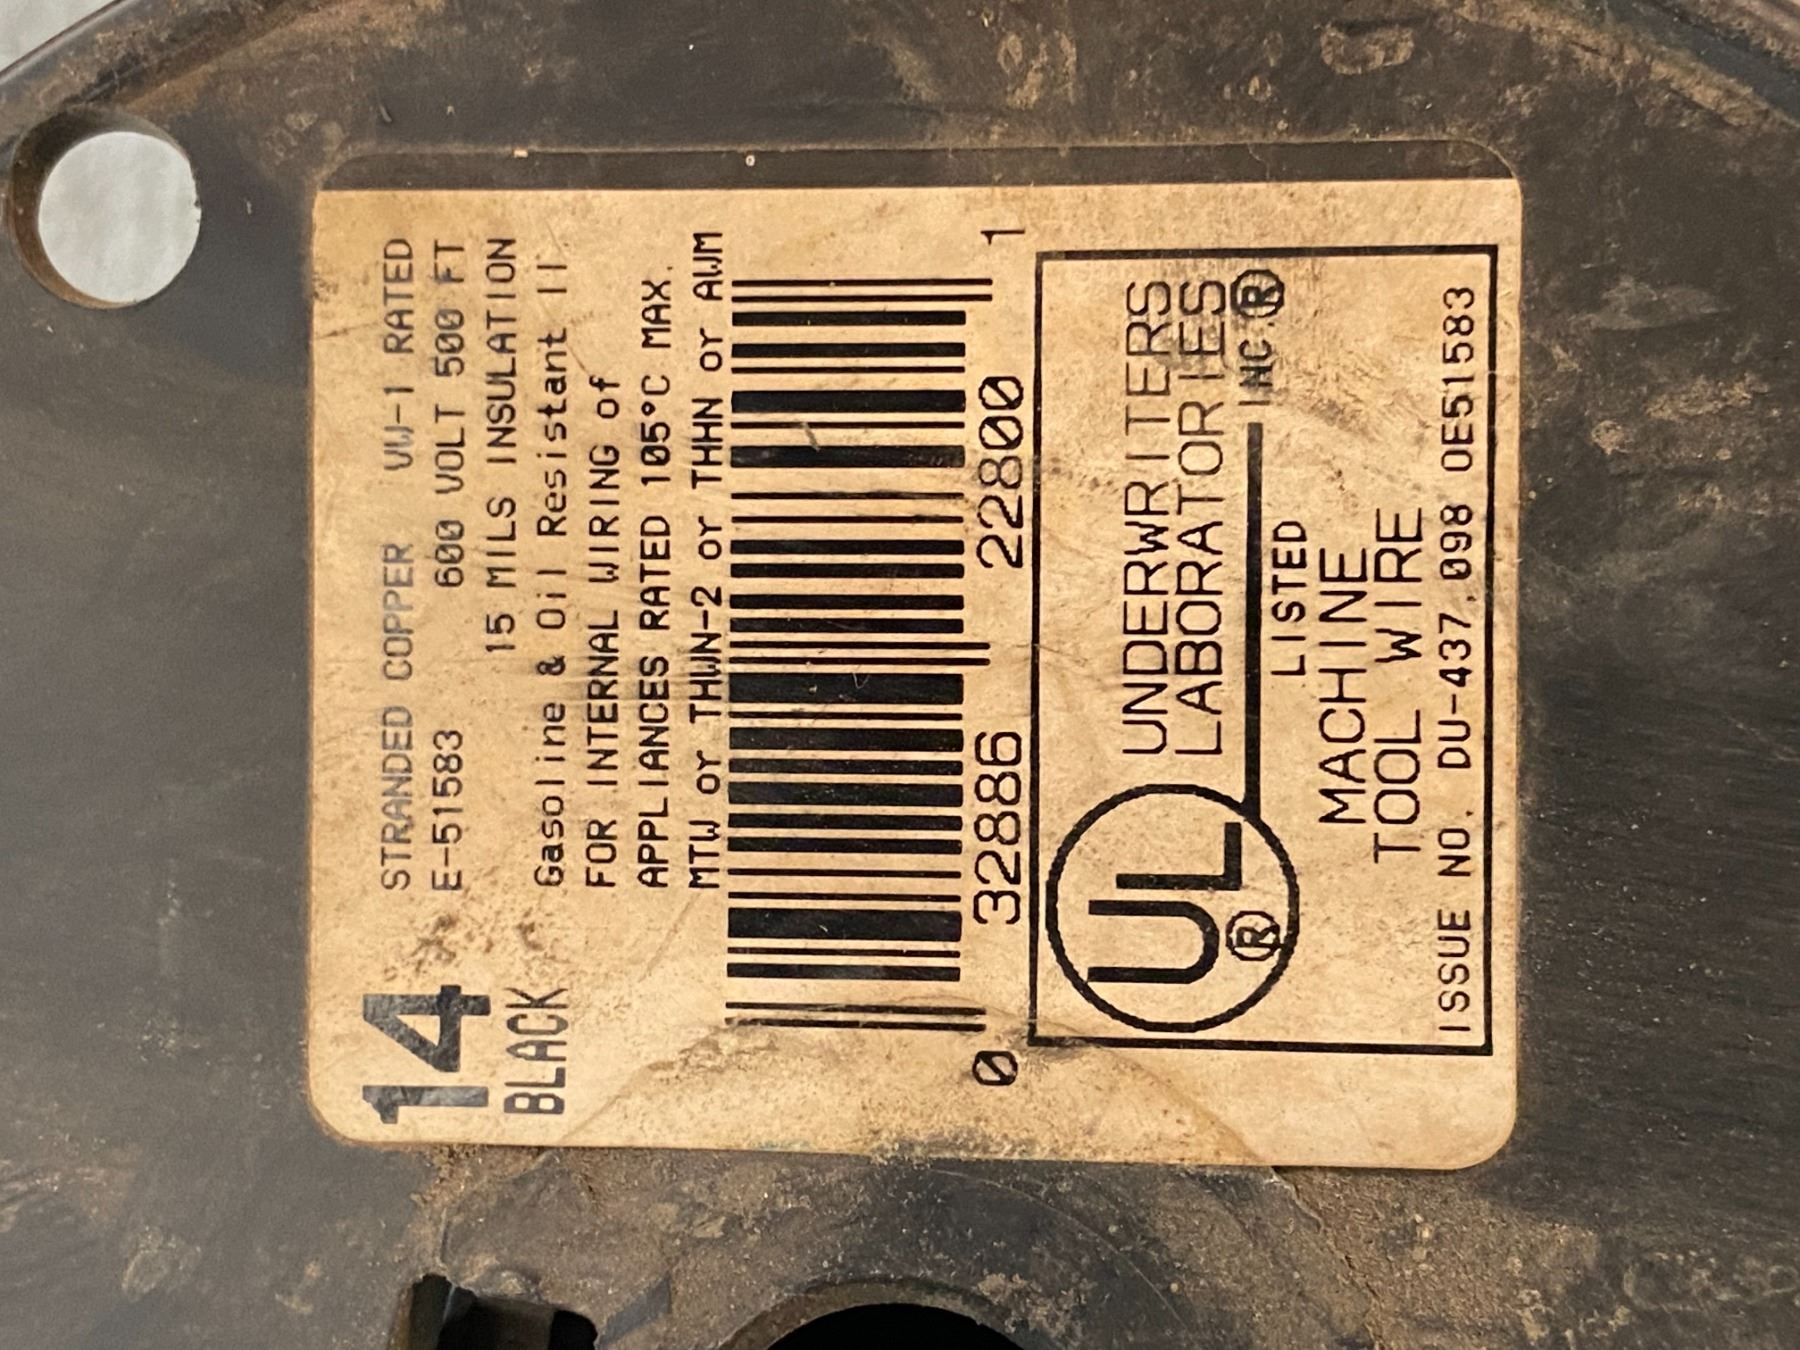 14 STRANDED COPPER VW-1 RATED
E-51583 600 VOLT 500 FT
BLACK 15 MILS INSULATION
Gasoline & Oil Resistant II
FOR INTERNAL WIRING of
APPLIANCES RATED 105°C MAX.
MTW or THWN-2 or THHN or AWM
0 32886 22800 1
UL ®
UNDERWRITERS
LABORATORIES
INC.®
LISTED
MACHINE
TOOL WIRE
ISSUE NO. DU-437,098 OE51583